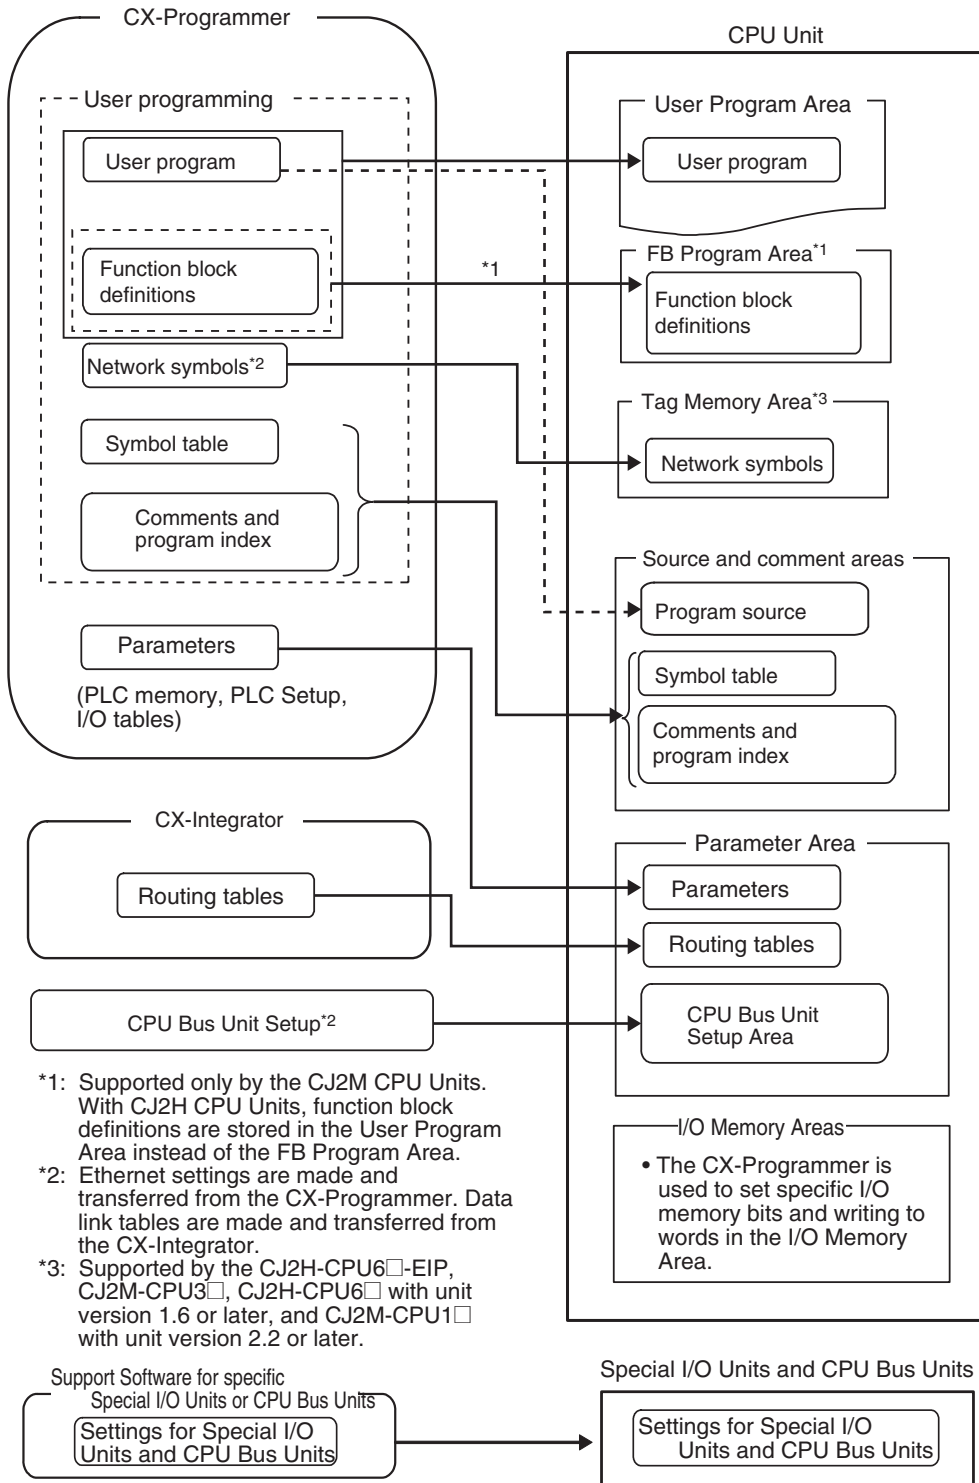 CX-Programmer
CPU Unit
User programming
User program
Function block
definitions
Network symbols*2
Symbol table
Comments and
program index
Parameters
(PLC memory, PLC Setup,
I/O tables)
*1
User Program Area
User program
FB Program Area*1
Function block
definitions
Tag Memory Area*3
Network symbols
Source and comment areas
Program source
Symbol table
Comments and
program index
CX-Integrator
Routing tables
CPU Bus Unit Setup*2
Parameter Area
Parameters
Routing tables
CPU Bus Unit
Setup Area
*1: Supported only by the CJ2M CPU Units.
With CJ2H CPU Units, function block
definitions are stored in the User Program
Area instead of the FB Program Area.
*2: Ethernet settings are made and
transferred from the CX-Programmer. Data
link tables are made and transferred from
the CX-Integrator.
*3: Supported by the CJ2H-CPU6□-EIP,
CJ2M-CPU3□, CJ2H-CPU6□ with unit
version 1.6 or later, and CJ2M-CPU1□
with unit version 2.2 or later.
I/O Memory Areas
• The CX-Programmer is
used to set specific I/O
memory bits and writing to
words in the I/O Memory
Area.
Support Software for specific
Special I/O Units or CPU Bus Units
Settings for Special I/O
Units and CPU Bus Units
Special I/O Units and CPU Bus Units
Settings for Special I/O
Units and CPU Bus Units